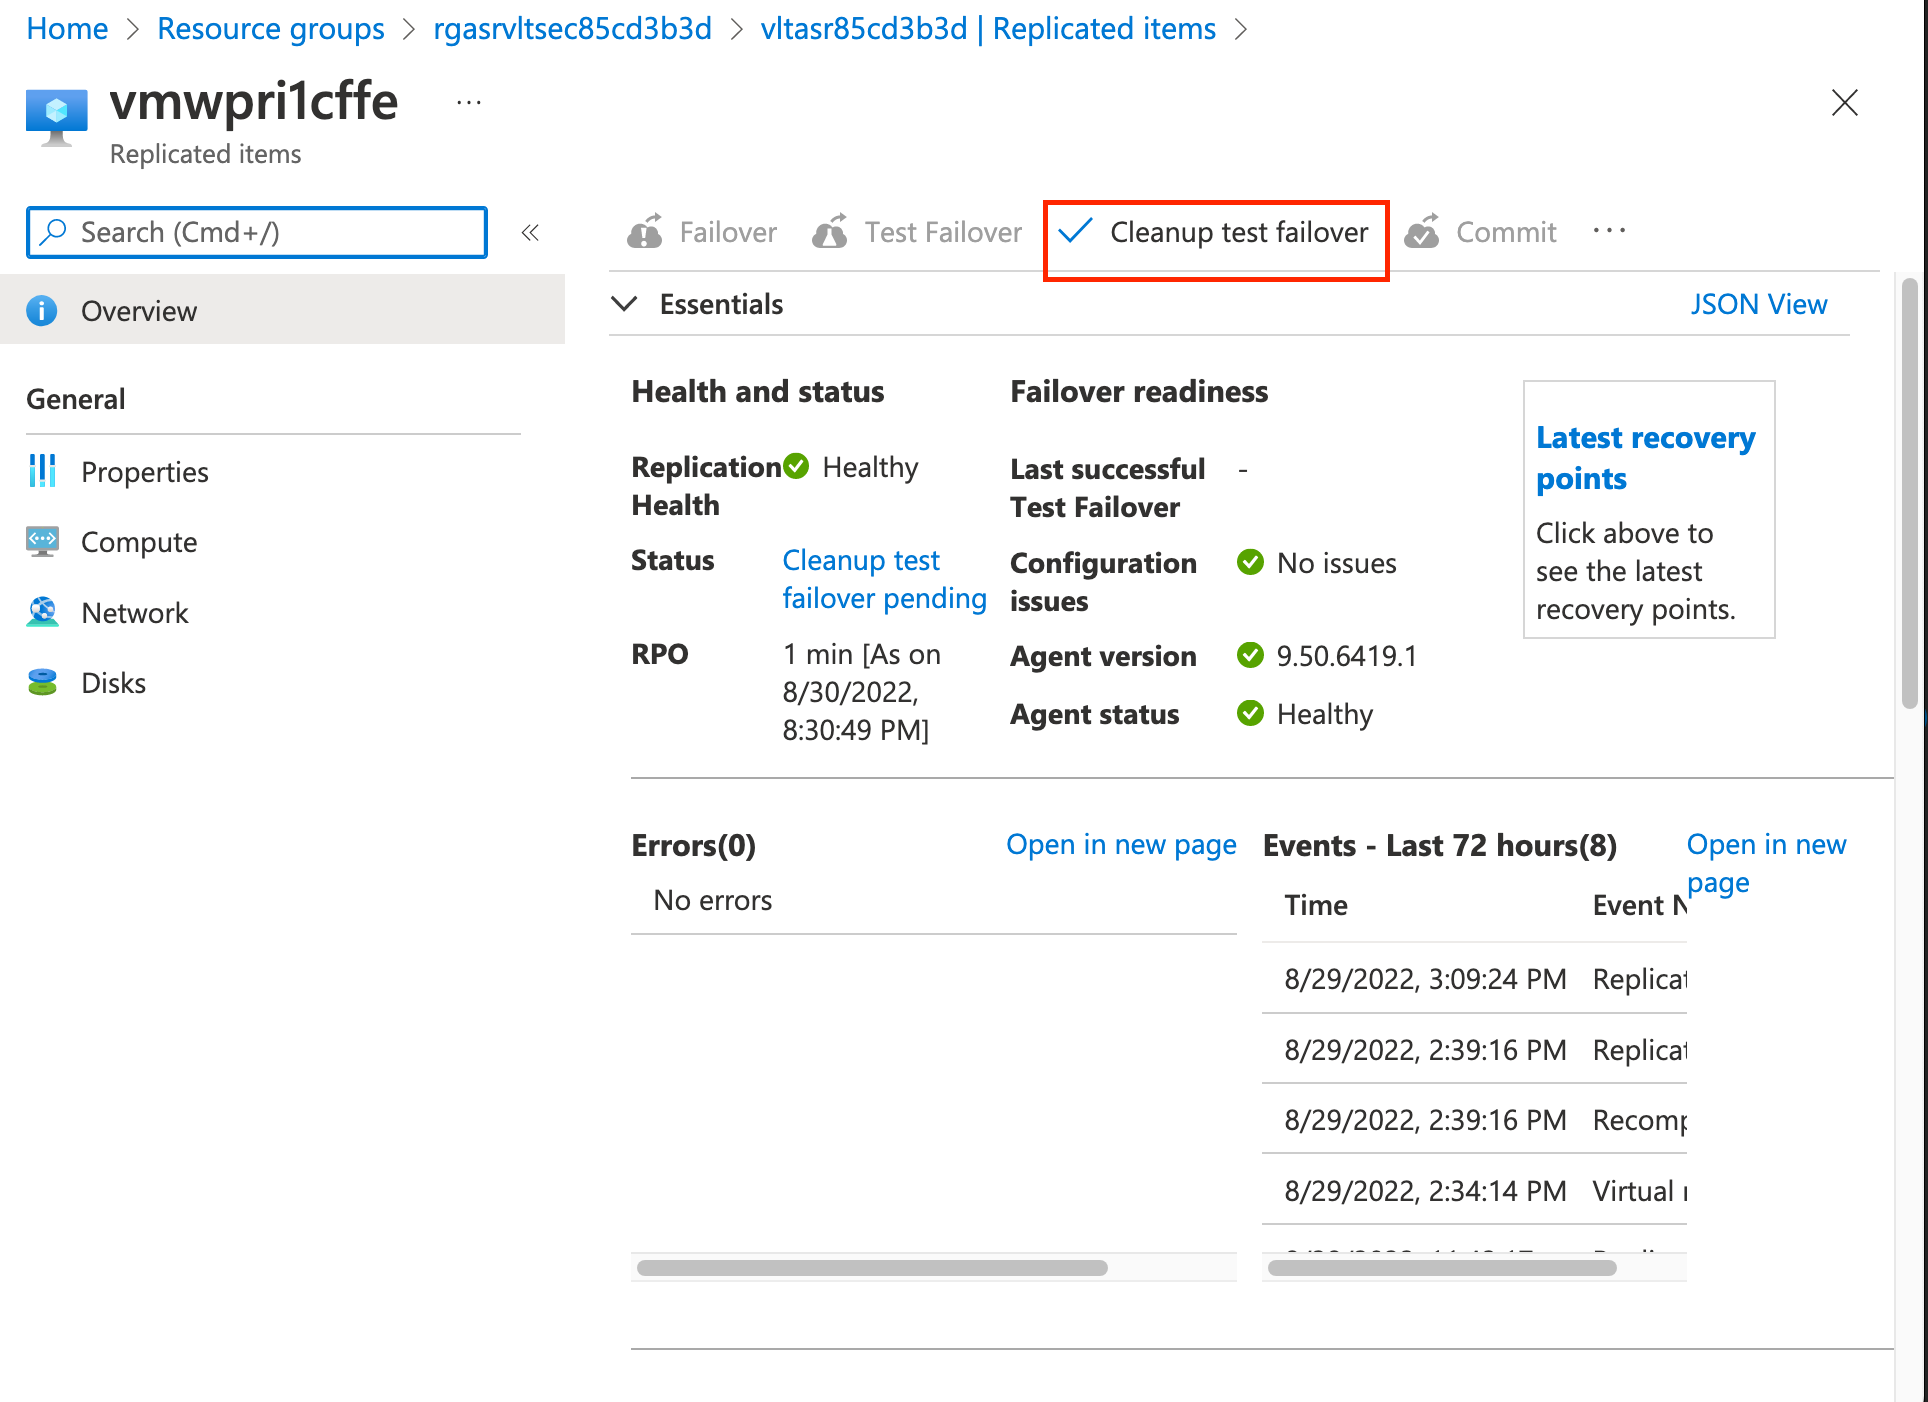 Home > Resource groups > rgasrvltsec85cd3b3d > vltasr85cd3b3d | Replicated items >
vmwpri1cffe ...
Replicated items
Search (Cmd+/) «
Overview
General
Properties
Compute
Network
Disks
Failover Test Failover Cleanup test failover Commit ...
Essentials JSON View
Health and status
Replication Healthy
Health
Status Cleanup test
failover pending
RPO 1 min [As on
8/30/2022,
8:30:49 PM]
Failover readiness
Last successful -
Test Failover
Configuration No issues
issues
Agent version 9.50.6419.1
Agent status Healthy
Latest recovery
points
Click above to
see the latest
recovery points.
Errors(0) Open in new page
No errors
Events - Last 72 hours(8) Open in new
page
Time Event N
8/29/2022, 3:09:24 PM Replicat
8/29/2022, 2:39:16 PM Replicat
8/29/2022, 2:39:16 PM Recomp
8/29/2022, 2:34:14 PM Virtual